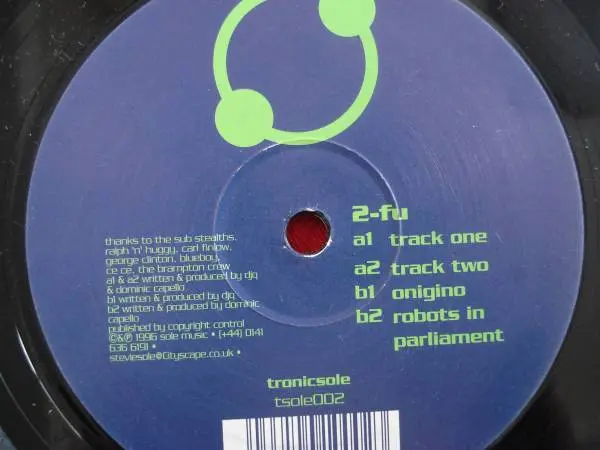 2-fu
a1 track one
a2 track two
b1 onigino
b2 robots in
parliament
thanks to the sub stealths.
ralph 'n' huggy, carl finlow,
george clinton, blueboy,
ce ce, the brampton crew
a1 & a2 written & produced by djq
& dominic capello
b1 written & produced by djq
b2 written & produced by dominic
capello
published by copyright control
©&℗ 1996 sole music • (+44) 0141
636 6191 •
steviesole@cityscape.co.uk •
tronicsole
tsole002